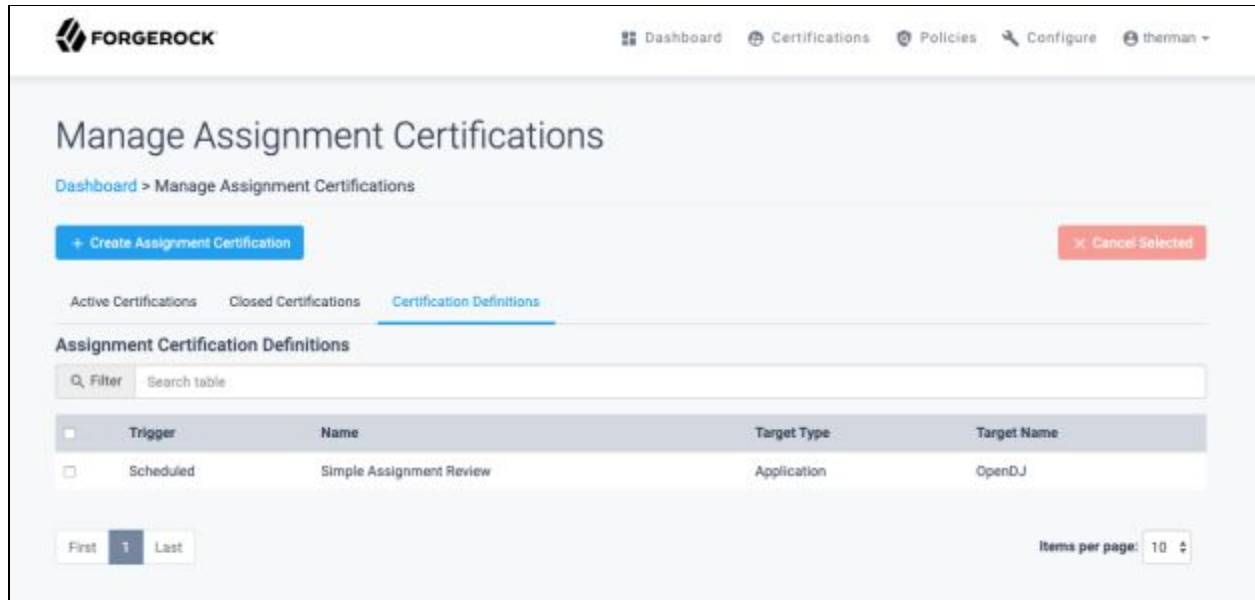 FORGEROCK Dashboard Certifications Policies Configure therman
Manage Assignment Certifications
Dashboard > Manage Assignment Certifications
+ Create Assignment Certification × Cancel Selected
Active Certifications Closed Certifications Certification Definitions
Assignment Certification Definitions
Filter Search table
Trigger Name Target Type Target Name
Scheduled Simple Assignment Review Application OpenDJ
First 1 Last Items per page: 10